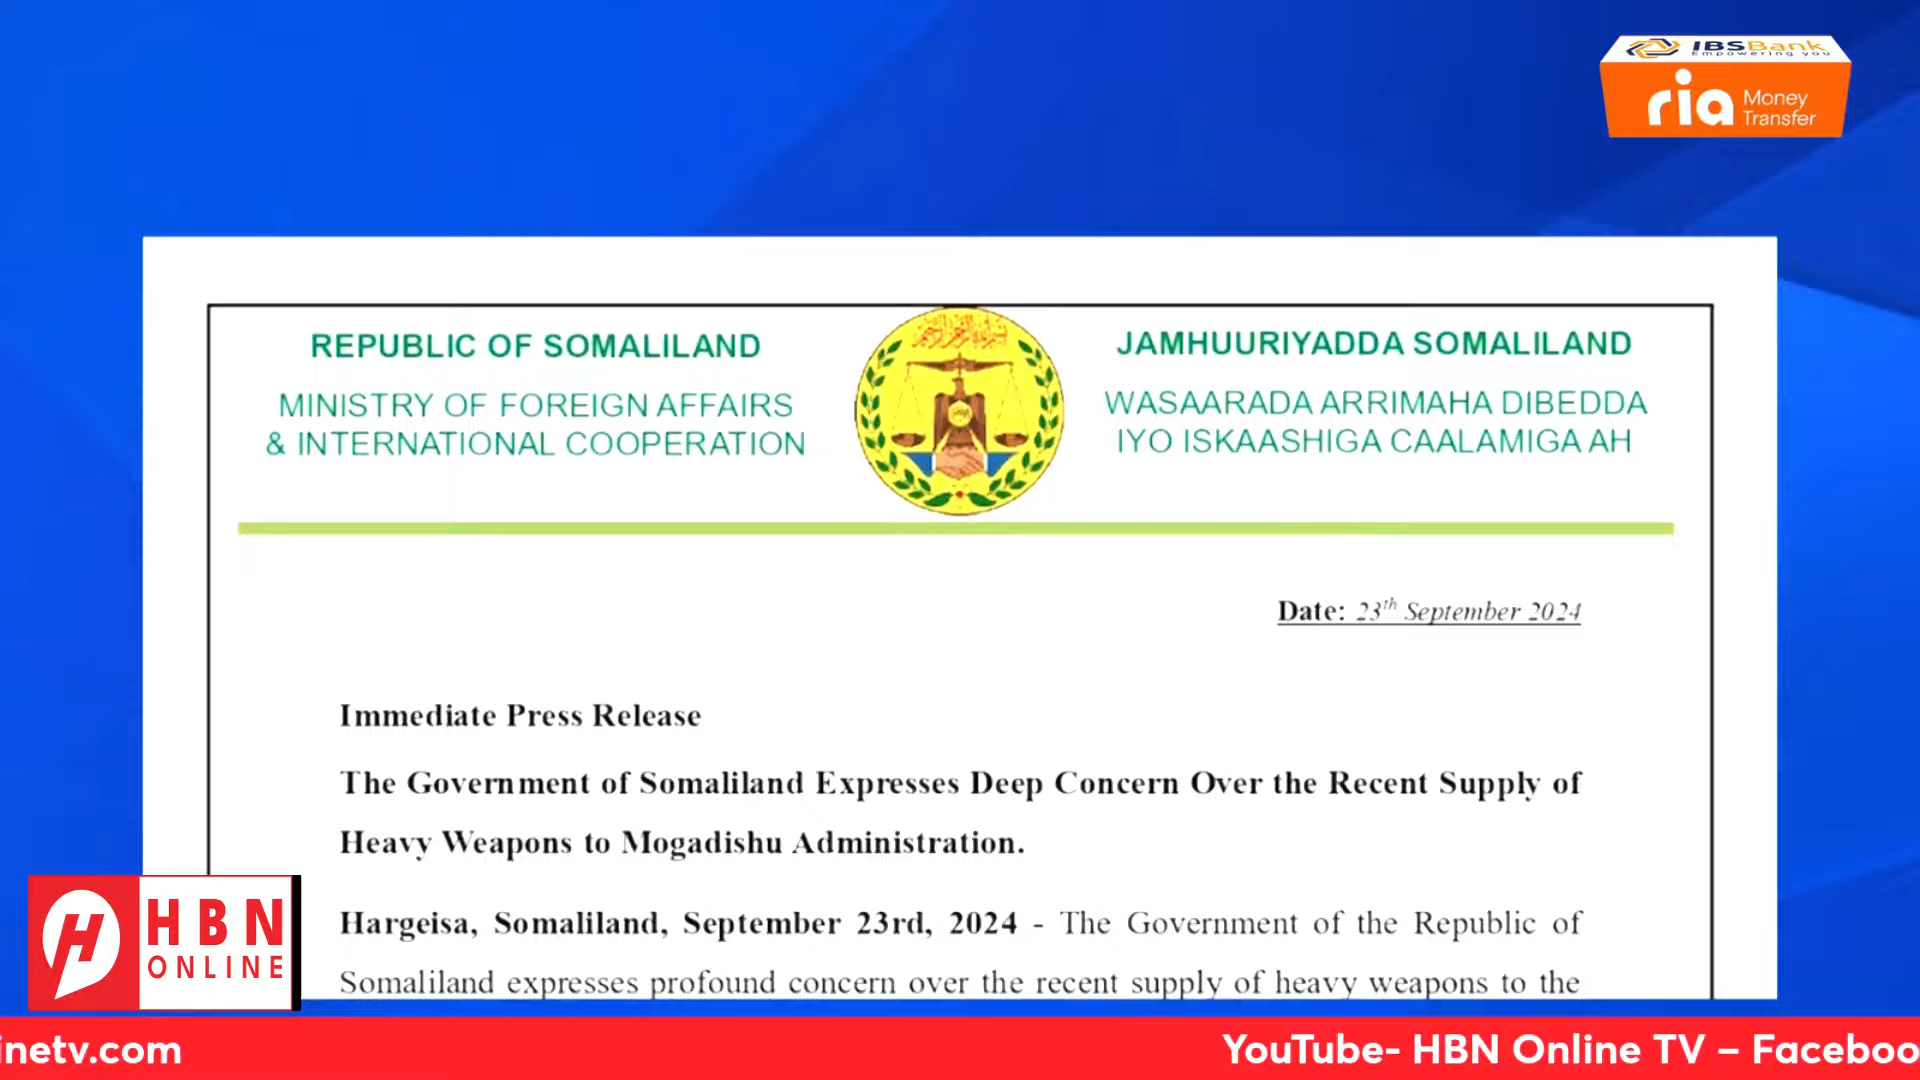 IBSBank
Empowering you
ria Money Transfer
REPUBLIC OF SOMALILAND
MINISTRY OF FOREIGN AFFAIRS
& INTERNATIONAL COOPERATION
JAMHUURIYADDA SOMALILAND
WASAARADA ARRIMAHA DIBEDDA
IYO ISKAASHIGA CAALAMIGA AH
Date: 23th September 2024
Immediate Press Release
The Government of Somaliland Expresses Deep Concern Over the Recent Supply of
Heavy Weapons to Mogadishu Administration.
Hargeisa, Somaliland, September 23rd, 2024 - The Government of the Republic of
Somaliland expresses profound concern over the recent supply of heavy weapons to the
HBN
ONLINE
inetv.com
YouTube- HBN Online TV – Faceboo